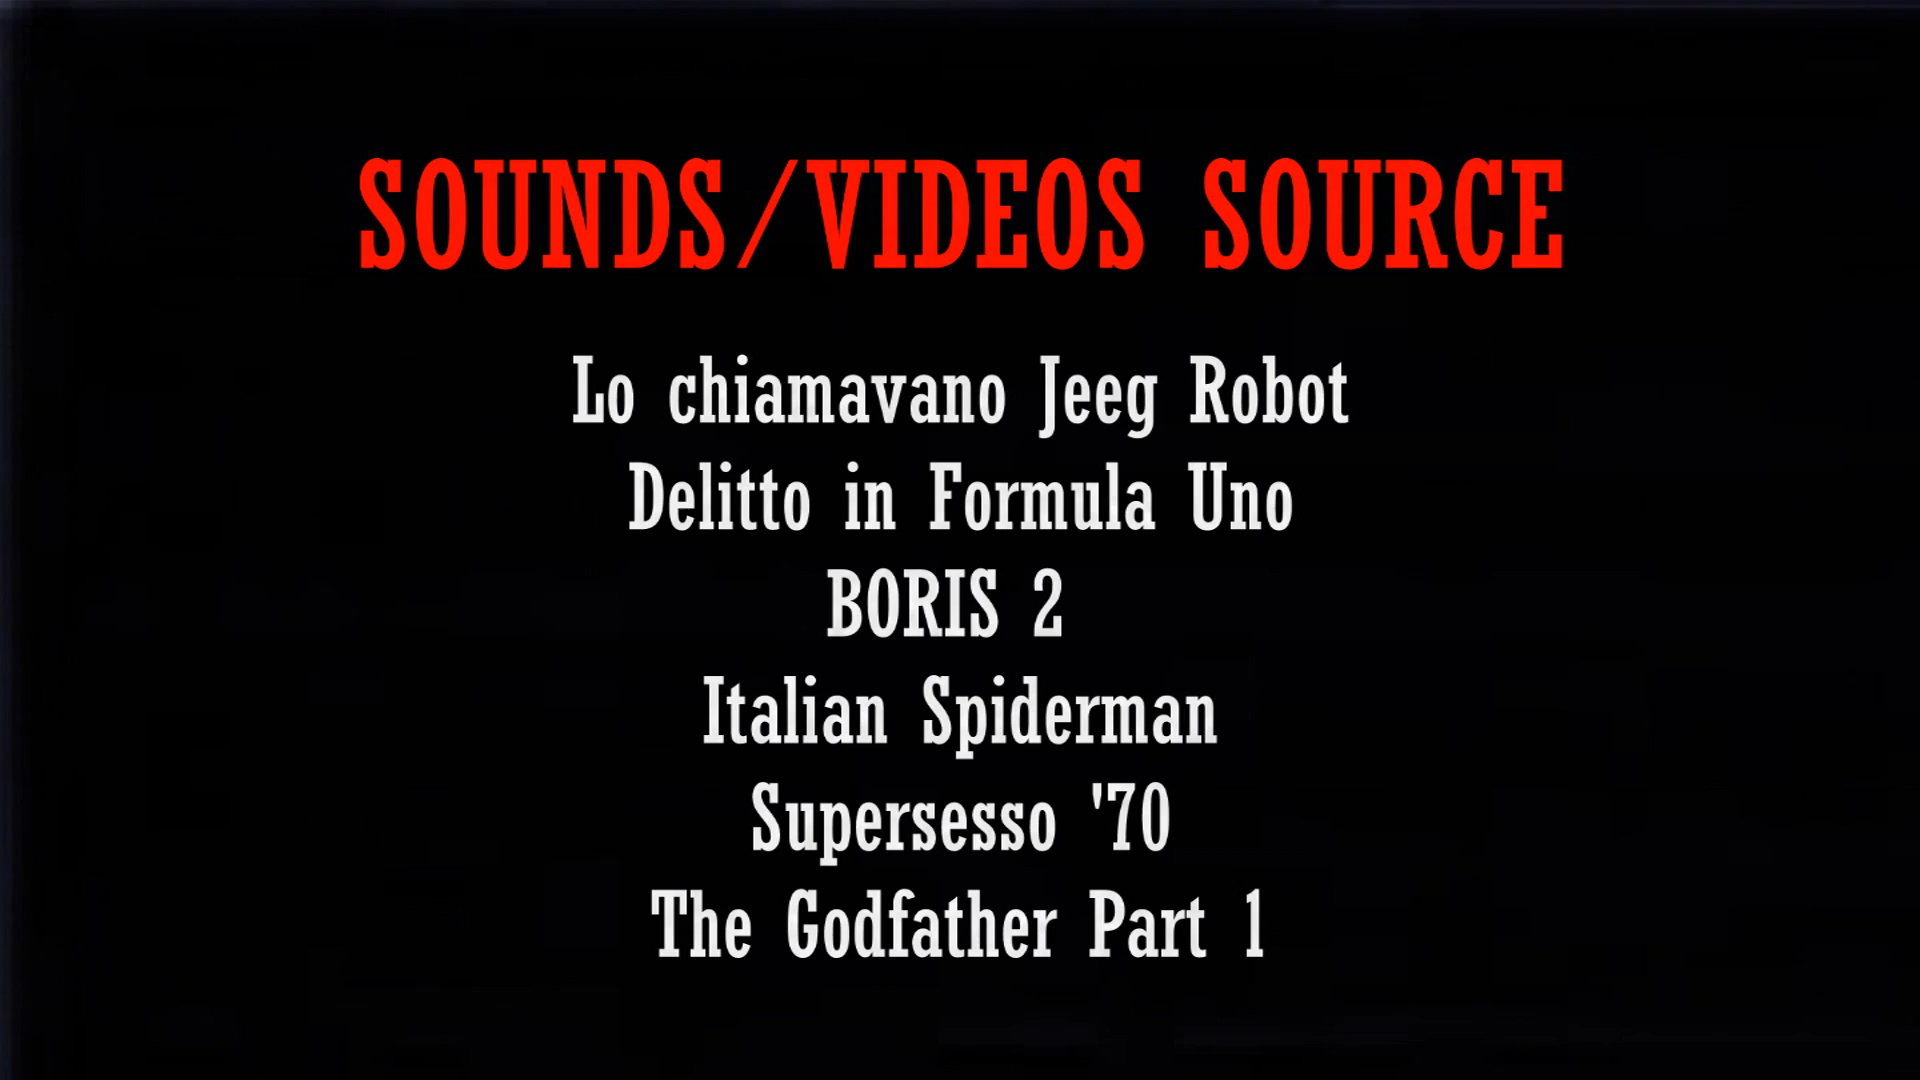 SOUNDS/VIDEOS SOURCE
Lo chiamavano Jeeg Robot
Delitto in Formula Uno
BORIS 2
Italian Spiderman
Supersesso '70
The Godfather Part 1